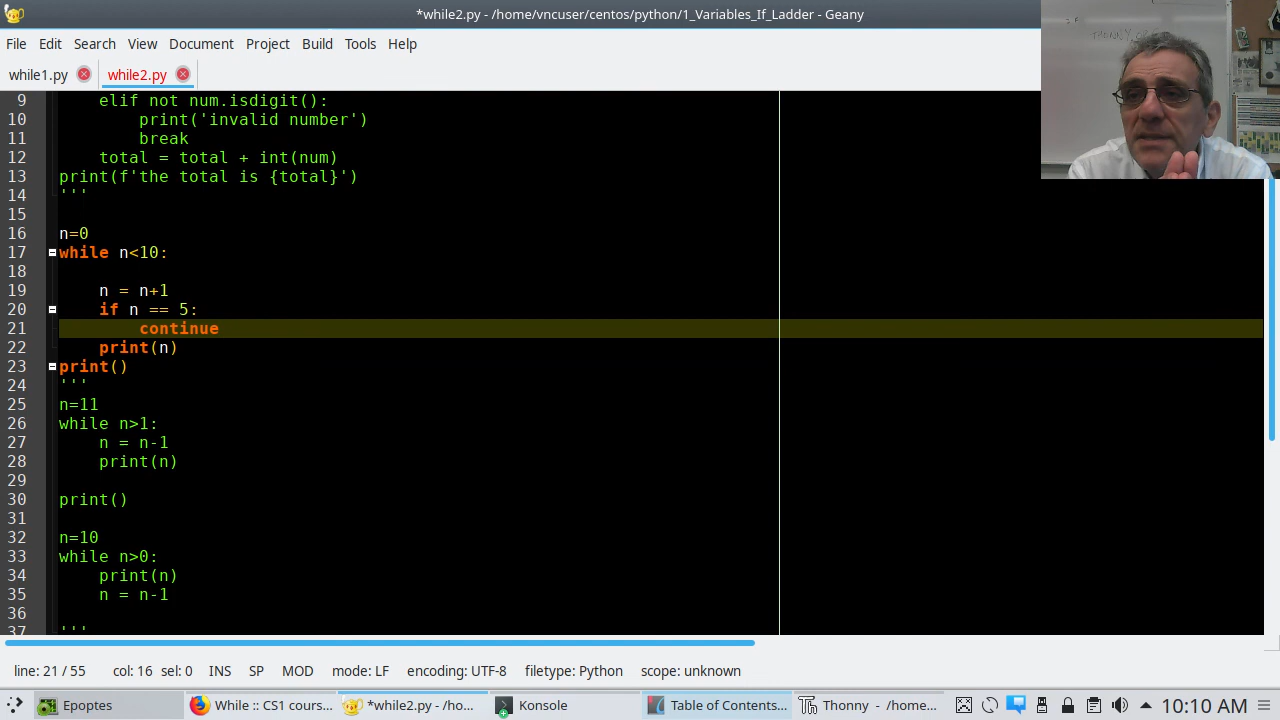 *while2.py - /home/vncuser/centos/python/1_Variables_If_Ladder - Geany
File Edit Search View Document Project Build Tools Help
while1.py while2.py
9 elif not num.isdigit():
10 print('invalid number')
11 break
12 total = total + int(num)
13 print(f'the total is {total}')
14 '''
15
16 n=0
17 while n<10:
18
19 n = n+1
20 if n == 5:
21 continue
22 print(n)
23 print()
24 '''
25 n=11
26 while n>1:
27 n = n-1
28 print(n)
29
30 print()
31
32 n=10
33 while n>0:
34 print(n)
35 n = n-1
36
37 '''
line: 21 / 55 col: 16 sel: 0 INS SP MOD mode: LF encoding: UTF-8 filetype: Python scope: unknown
Epoptes While :: CS1 cours... *while2.py - /ho... Konsole Table of Contents... Thonny - /home... 10:10 AM